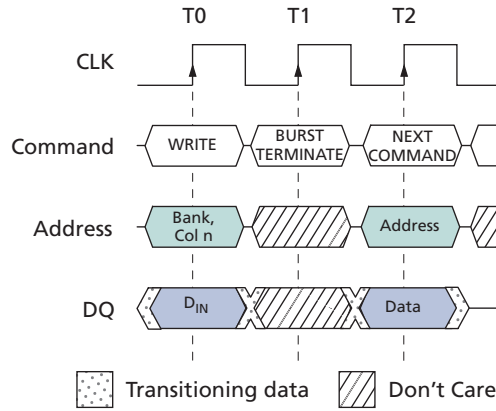 T0 T1 T2
CLK
Command WRITE BURST TERMINATE NEXT COMMAND
Address Bank, Col n Address
DQ D_IN Data
Transitioning data Don't Care